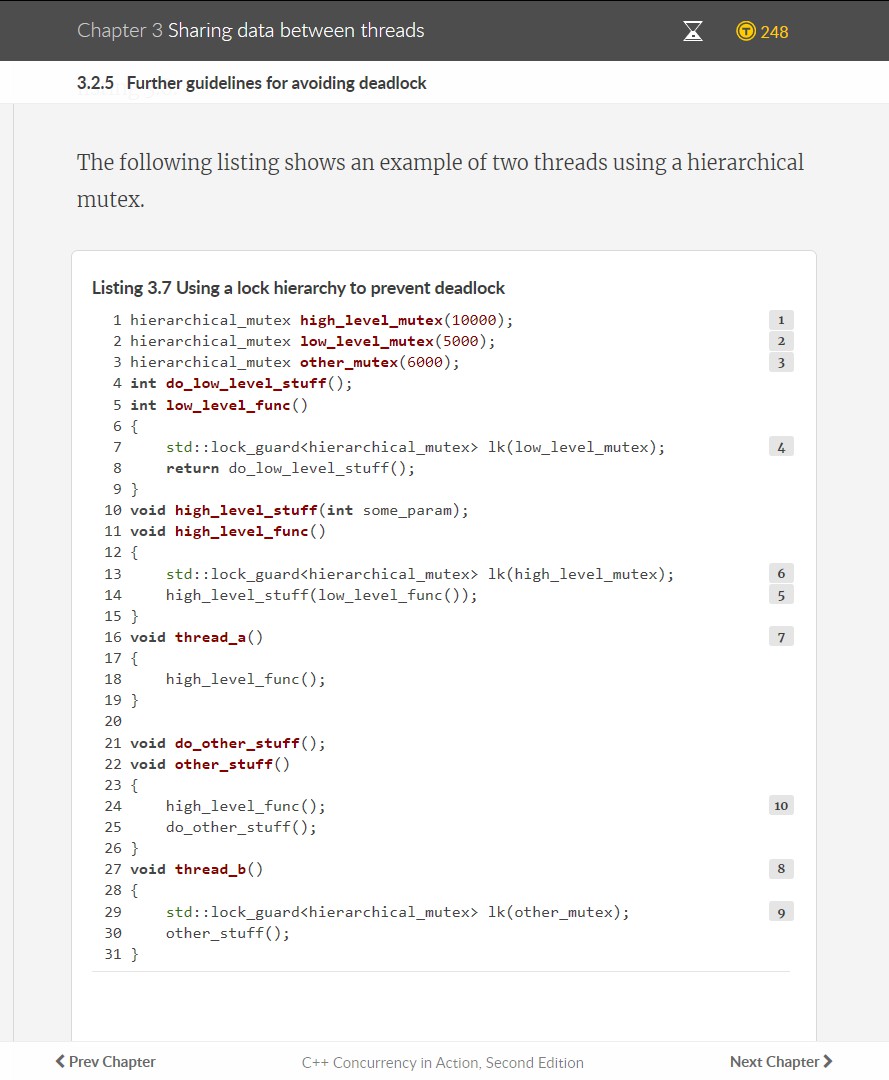 Chapter 3 Sharing data between threads 248
3.2.5 Further guidelines for avoiding deadlock
The following listing shows an example of two threads using a hierarchical
mutex.
Listing 3.7 Using a lock hierarchy to prevent deadlock
1 hierarchical_mutex high_level_mutex(10000); 1
2 hierarchical_mutex low_level_mutex(5000); 2
3 hierarchical_mutex other_mutex(6000); 3
4 int do_low_level_stuff();
5 int low_level_func()
6 {
7     std::lock_guard<hierarchical_mutex> lk(low_level_mutex); 4
8     return do_low_level_stuff();
9 }
10 void high_level_stuff(int some_param);
11 void high_level_func()
12 {
13     std::lock_guard<hierarchical_mutex> lk(high_level_mutex); 6
14     high_level_stuff(low_level_func()); 5
15 }
16 void thread_a() 7
17 {
18     high_level_func();
19 }
20
21 void do_other_stuff();
22 void other_stuff()
23 {
24     high_level_func(); 10
25     do_other_stuff();
26 }
27 void thread_b() 8
28 {
29     std::lock_guard<hierarchical_mutex> lk(other_mutex); 9
30     other_stuff();
31 }
Prev Chapter C++ Concurrency in Action, Second Edition Next Chapter